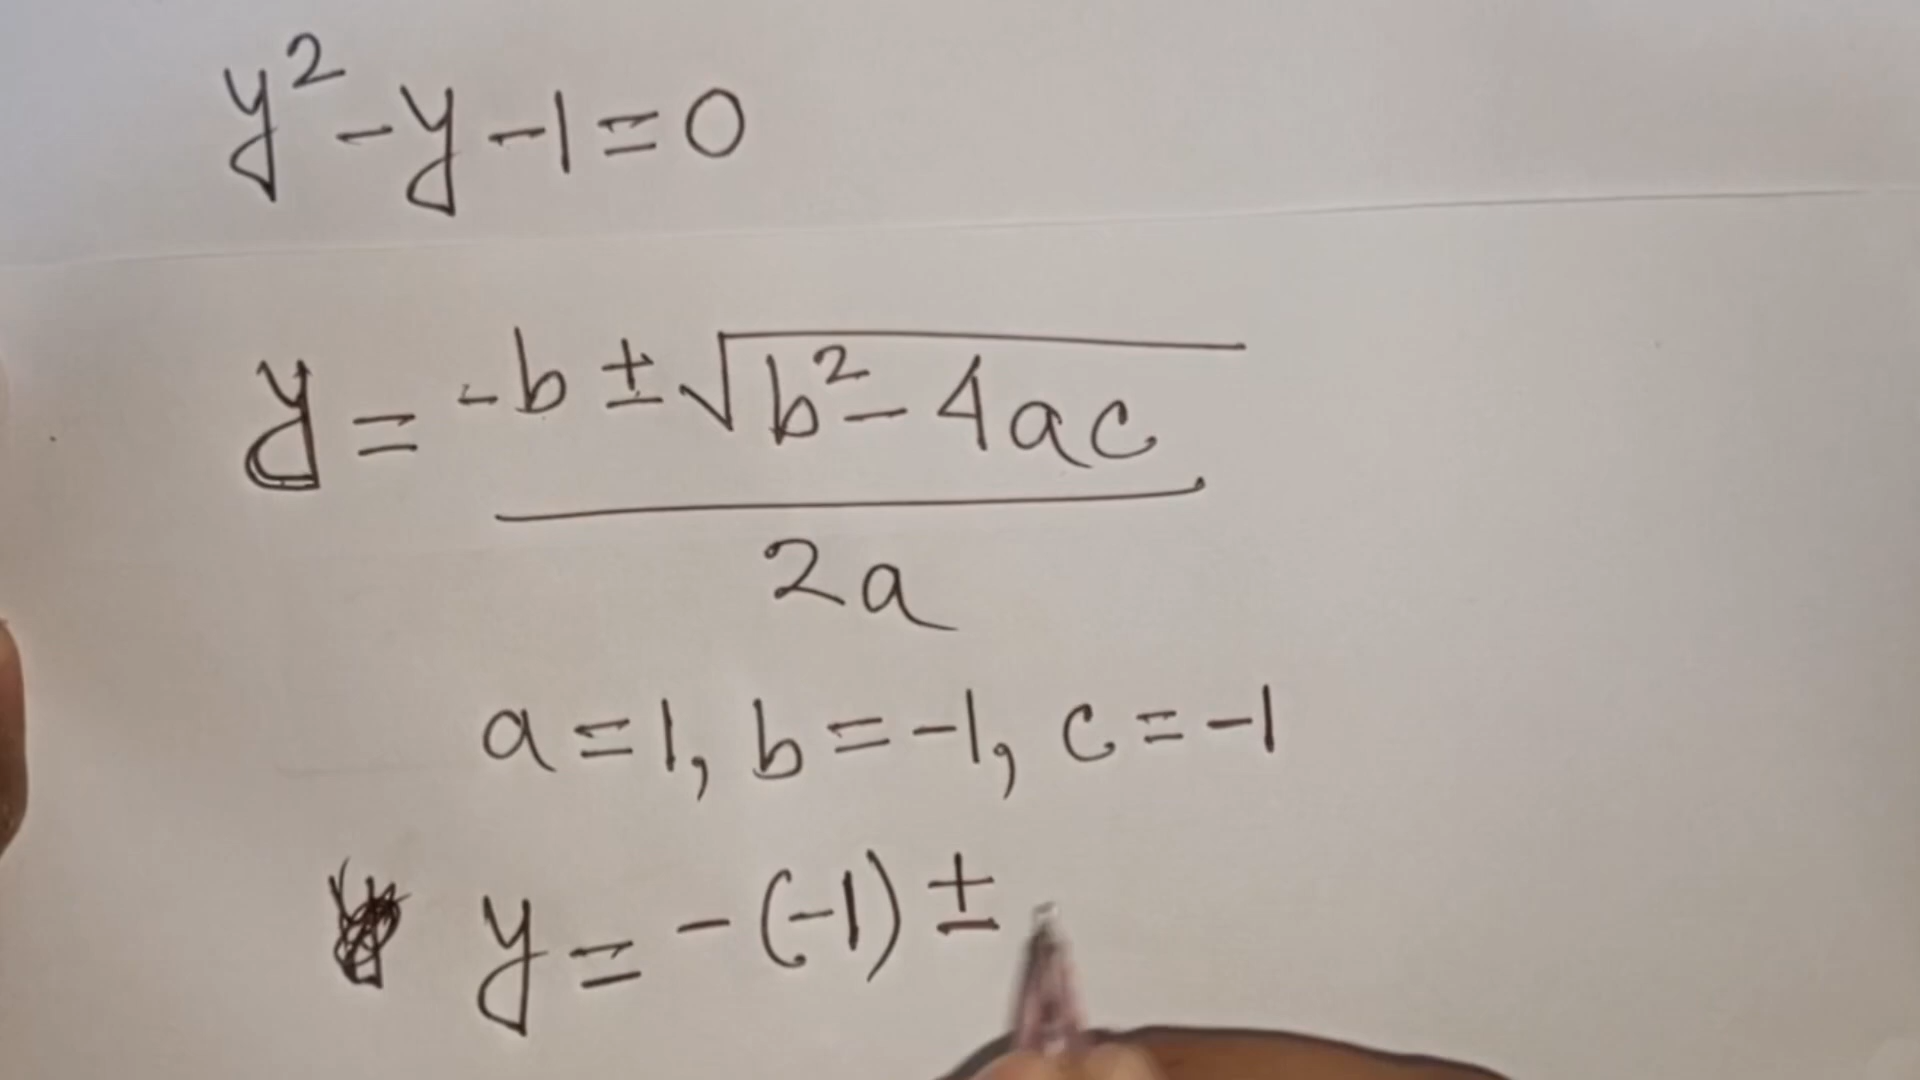 y² - y - 1 = 0
y = -b ± √(b² - 4ac)
2a
a = 1, b = -1, c = -1
y = - (-1) ±